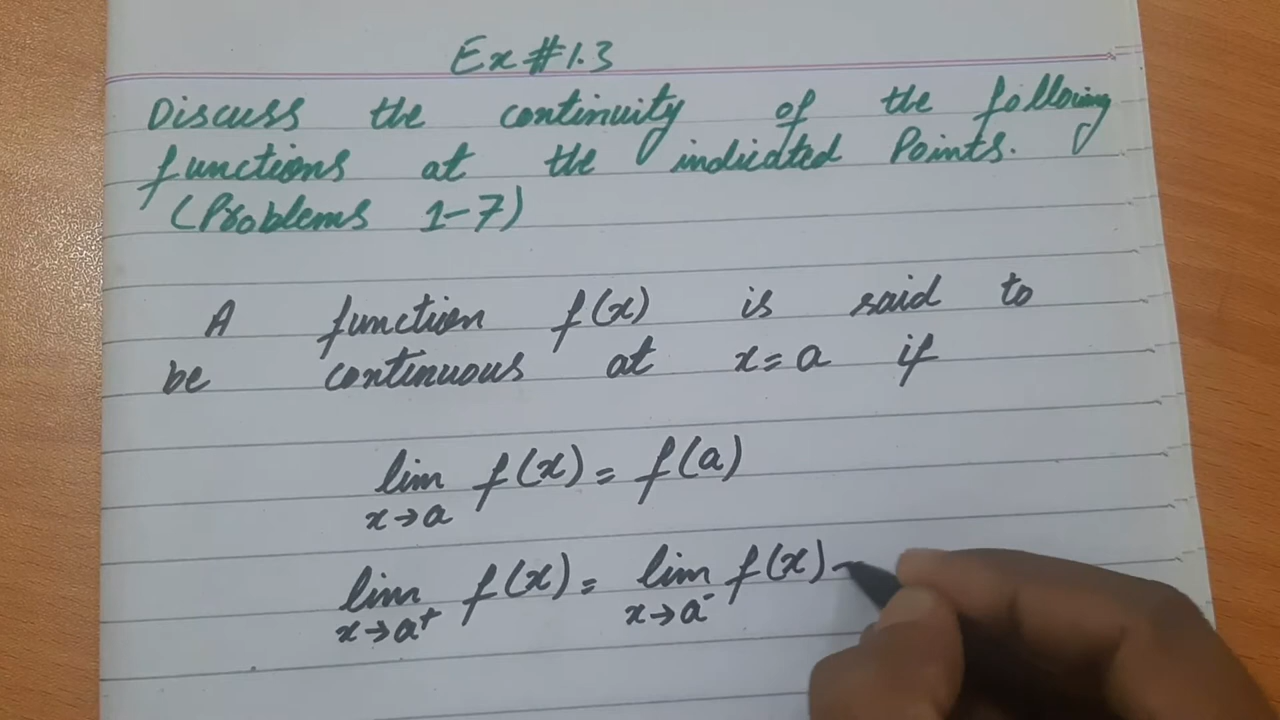 Ex#1.3
Discuss the continuity of the following
functions at the indicated Points.
(Problems 1-7)
A function f(x) is said to
be continuous at x=a if
lim f(x) = f(a)
x→a
lim f(x) = lim f(x) -
x→a⁺ x→a⁻